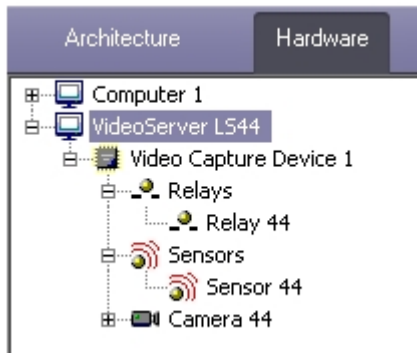 Architecture Hardware
Computer 1
VideoServer LS44
Video Capture Device 1
Relays
Relay 44
Sensors
Sensor 44
Camera 44